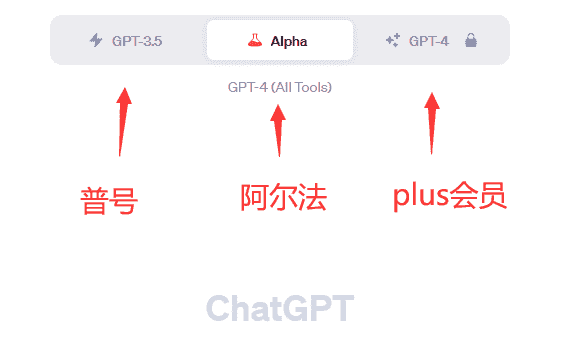 GPT-3.5 Alpha GPT-4
GPT-4 (All Tools)
普号 阿尔法 plus会员
ChatGPT